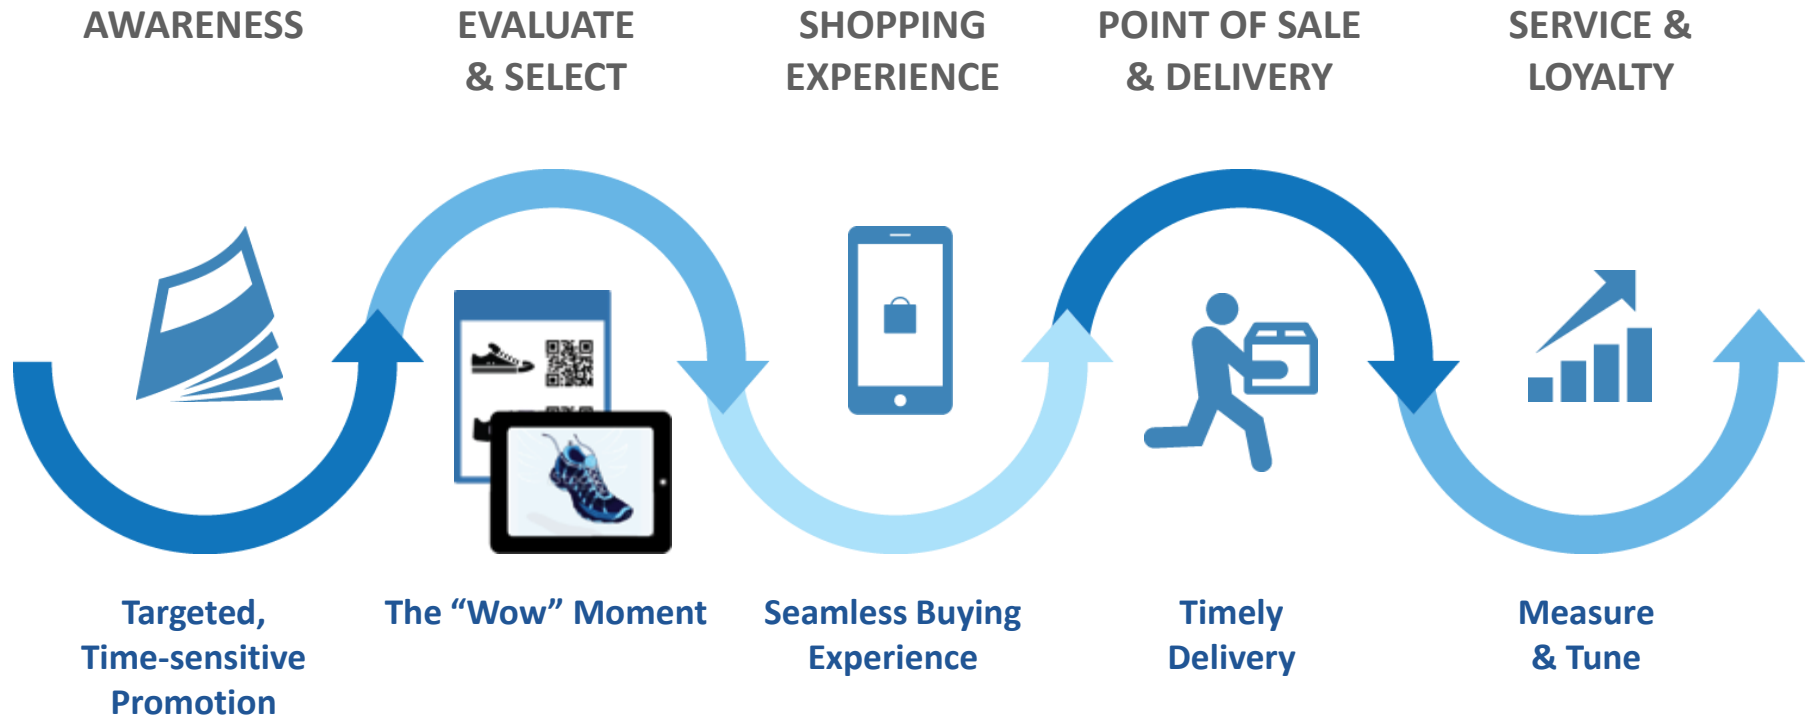 AWARENESS
EVALUATE
& SELECT
SHOPPING
EXPERIENCE
POINT OF SALE
& DELIVERY
SERVICE &
LOYALTY
Targeted,
Time-sensitive
Promotion
The “Wow” Moment
Seamless Buying
Experience
Timely
Delivery
Measure
& Tune